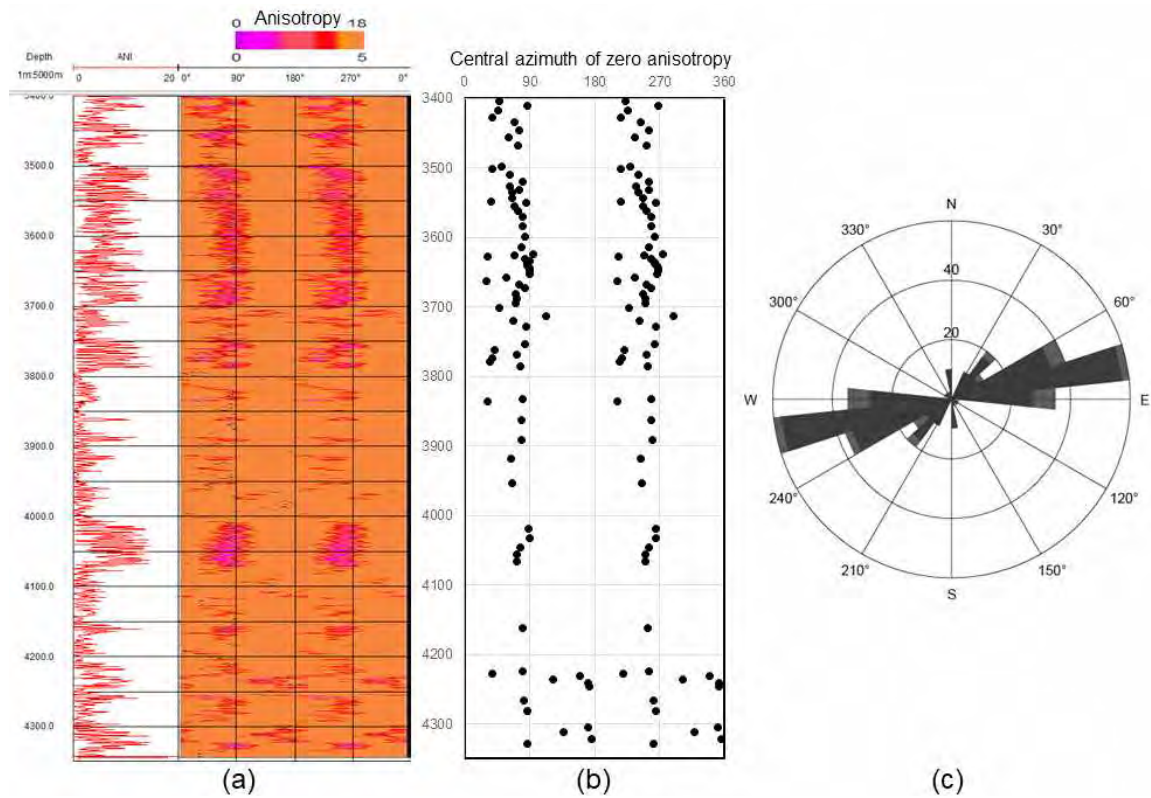 0 Anisotropy 18
0 5
Depth ANI
1m:5000m 0 20 0° 90° 180° 270° 0°
3400.0
3500.0
3600.0
3700.0
3800.0
3900.0
4000.0
4100.0
4200.0
4300.0
(a)
Central azimuth of zero anisotropy
0 90 180 270 360
3400
3500
3600
3700
3800
3900
4000
4100
4200
4300
(b)
N
330° 30°
40
300° 60°
20
W E
240° 120°
210° 150°
S
(c)